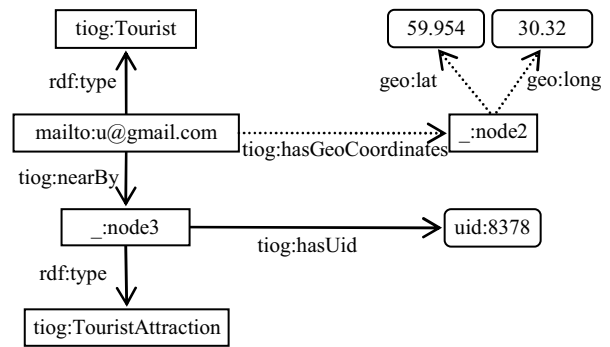 tiog:Tourist
59.954
30.32
rdf:type
geo:lat
geo:long
mailto:u@gmail.com
_:node2
tiog:hasGeoCoordinates
tiog:nearBy
_:node3
uid:8378
tiog:hasUid
rdf:type
tiog:TouristAttraction